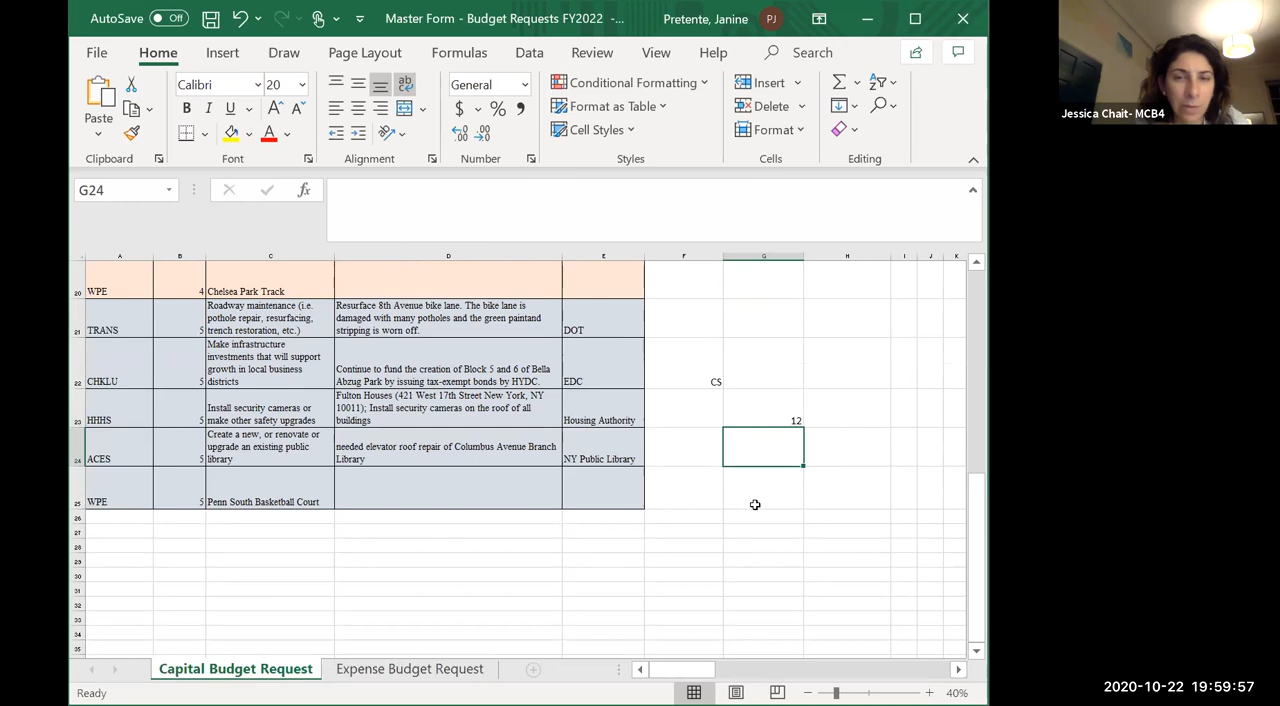 AutoSave Off Master Form - Budget Requests FY2022 -... Pretente, Janine PJ
File Home Insert Draw Page Layout Formulas Data Review View Help Search
Calibri 20 General Conditional Formatting Insert
Paste B I U A $ % , Format as Table Delete
Cell Styles Format
Clipboard Font Alignment Number Styles Cells Editing
G24 fx
A B C D E F G H I J K
20 WPE 4 Chelsea Park Track
Roadway maintenance (i.e.
pothole repair, resurfacing,
trench restoration, etc.)
Resurface 8th Avenue bike lane. The bike lane is
damaged with many potholes and the green paintand
stripping is worn off.
21 TRANS 5 DOT
Make infrastructure
investments that will support
growth in local business
districts
Continue to fund the creation of Block 5 and 6 of Bella
Abzug Park by issuing tax-exempt bonds by HYDC.
22 CHKLU 5 EDC CS
Install security cameras or
make other safety upgrades
Fulton Houses (421 West 17th Street New York, NY
10011); Install security cameras on the roof of all
buildings
23 HHHS 5 Housing Authority 12
Create a new, or renovate or
upgrade an existing public
library
needed elevator roof repair of Columbus Avenue Branch
Library
24 ACES 5 NY Public Library
25 WPE 5 Penn South Basketball Court
26
27
28
29
30
31
32
33
34
35
Capital Budget Request Expense Budget Request
Ready 40%
Jessica Chait- MCB4
2020-10-22 19:59:57